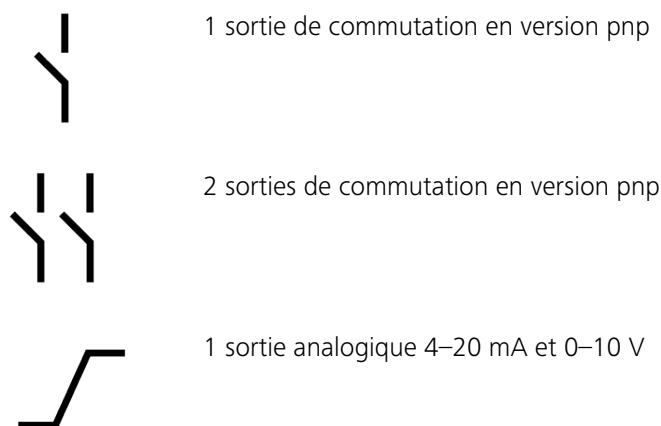 1 sortie de commutation en version pnp
2 sorties de commutation en version pnp
1 sortie analogique 4–20 mA et 0–10 V